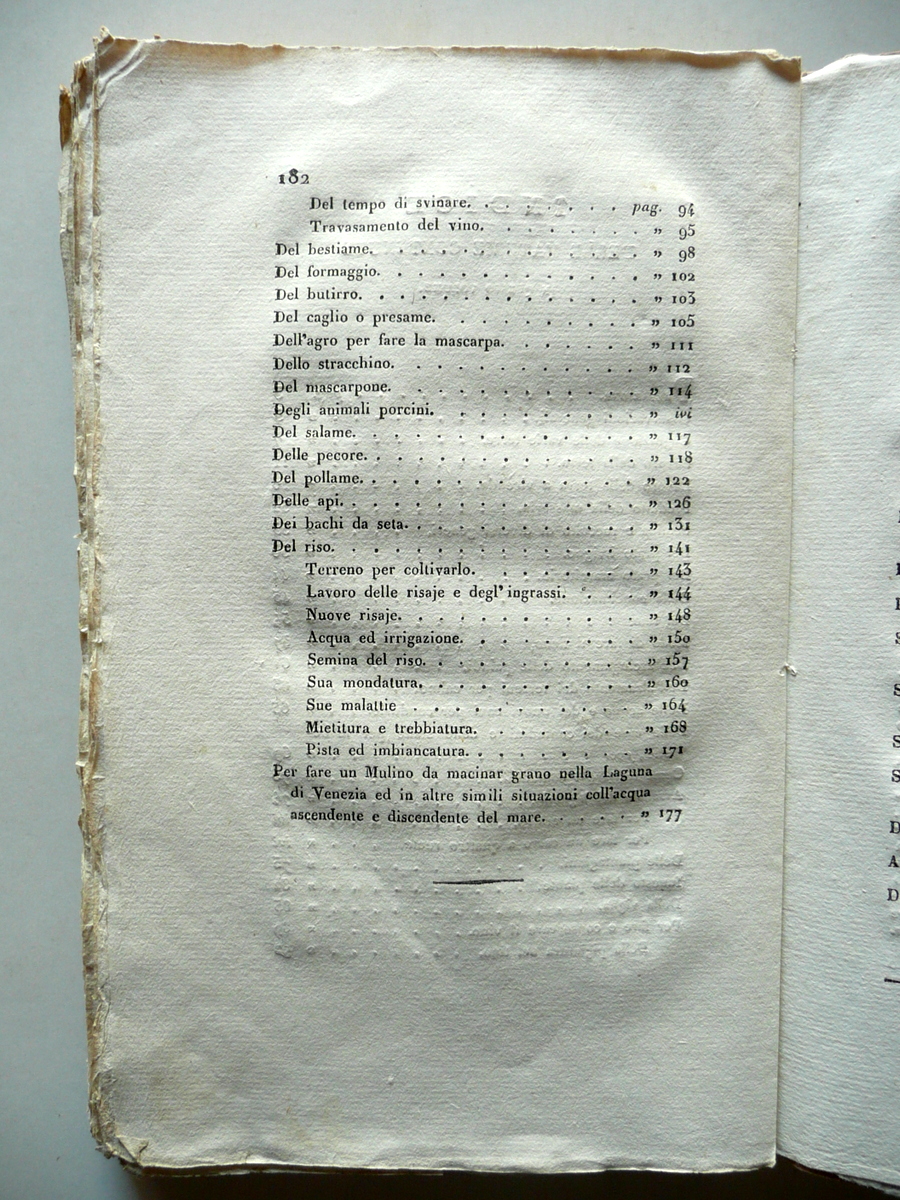 182
Del tempo di svinare. . . . . . . . pag. 94
Travasamento del vino. . . . . . . . „ 95
Del bestiame. . . . . . . . . . . . „ 98
Del formaggio. . . . . . . . . . . . „ 102
Del butirro. . . . . . . . . . . . . „ 103
Del caglio o presame. . . . . . . . . „ 105
Dell'agro per fare la mascarpa. . . . . . . „ 111
Dello stracchino. . . . . . . . . . . „ 112
Del mascarpone. . . . . . . . . . . „ 114
Degli animali porcini. . . . . . . . . . „ ivi
Del salame. . . . . . . . . . . . . „ 117
Delle pecore. . . . . . . . . . . . . „ 118
Del pollame. . . . . . . . . . . . . „ 122
Delle api. . . . . . . . . . . . . . „ 126
Dei bachi da seta. . . . . . . . . . . „ 131
Del riso. . . . . . . . . . . . . . „ 141
Terreno per coltivarlo. . . . . . . . „ 143
Lavoro delle risaje e degl'ingrassi. . . . . „ 144
Nuove risaje. . . . . . . . . . . . „ 148
Acqua ed irrigazione. . . . . . . . . „ 150
Semina del riso. . . . . . . . . . . „ 157
Sua mondatura. . . . . . . . . . . „ 160
Sue malattie . . . . . . . . . . . „ 164
Mietitura e trebbiatura. . . . . . . . „ 168
Pista ed imbiancatura. . . . . . . . . „ 171
Per fare un Mulino da macinar grano nella Laguna
di Venezia ed in altre simili situazioni coll'acqua
ascendente e discendente del mare. . . . . . „ 177